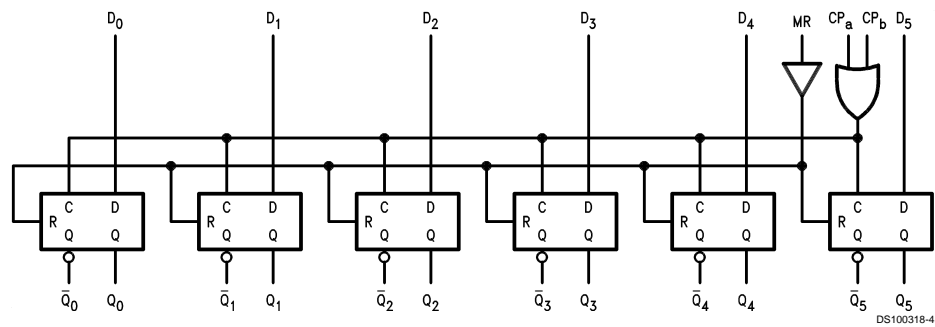 D0 D1 D2 D3 D4 MR CPa CPb D5
C D C D C D C D C D C D
R R R R R R
Q Q Q Q Q Q Q Q Q Q Q Q
Q̅0 Q0 Q̅1 Q1 Q̅2 Q2 Q̅3 Q3 Q̅4 Q4 Q̅5 Q5
DS100318-4